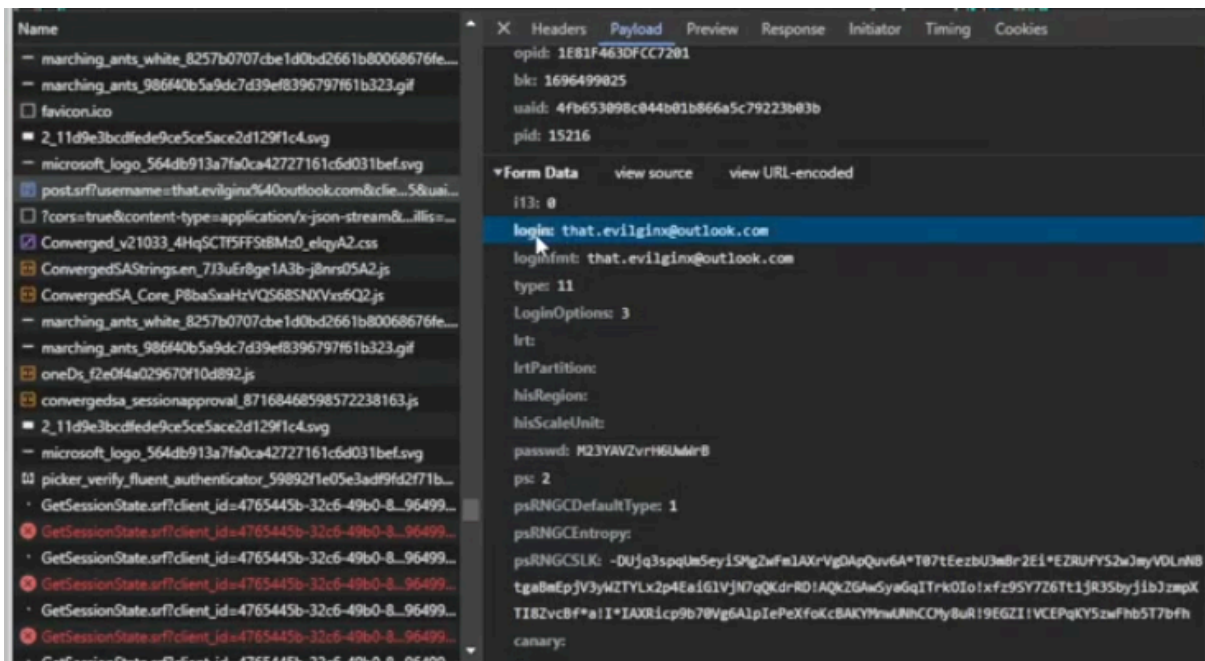 Name
marching_ants_white_8257b0707cbe1d0bd2661b80068676fe....
marching_ants_986f40b5a9dc7d39ef8396797f61b323.gif
favicon.ico
2_11d9e3bcdfede9ce5ce5ace2d129f1c4.svg
microsoft_logo_564db913a7fa0ca42727161c6d031bef.svg
post.srf?username=that.evilginx%40outlook.com&clie...5&uai...
?cors=true&content-type=application/x-json-stream&...illis=...
Converged_v21033_4HqSCTf5FFStBMz0_elqyA2.css
ConvergedSAStrings.en_7J3uEr8ge1A3b-j8nrs05A2.js
ConvergedSA_Core_P8baSxaHzVQS68SNXVxs6Q2.js
marching_ants_white_8257b0707cbe1d0bd2661b80068676fe....
marching_ants_986f40b5a9dc7d39ef8396797f61b323.gif
oneDs_f2e0f4a029670f10d892.js
convergedsa_sessionapproval_87168468598572238163.js
2_11d9e3bcdfede9ce5ce5ace2d129f1c4.svg
microsoft_logo_564db913a7fa0ca42727161c6d031bef.svg
picker_verify_fluent_authenticator_59892f1e05e3adf9fd2f71b...
GetSessionState.srf?client_id=4765445b-32c6-49b0-8...96499...
GetSessionState.srf?client_id=4765445b-32c6-49b0-8...96499...
GetSessionState.srf?client_id=4765445b-32c6-49b0-8...96499...
GetSessionState.srf?client_id=4765445b-32c6-49b0-8...96499...
GetSessionState.srf?client_id=4765445b-32c6-49b0-8...96499...
GetSessionState.srf?client_id=4765445b-32c6-49b0-8...96499...
Headers Payload Preview Response Initiator Timing Cookies
opid: 1E81F463DFCC7201
bk: 1696499025
uaid: 4fb653098c044b01b866a5c79223b03b
pid: 15216
Form Data view source view URL-encoded
i13: 0
login: that.evilginx@outlook.com
loginfmt: that.evilginx@outlook.com
type: 11
LoginOptions: 3
lrt:
lrtPartition:
hisRegion:
hisScaleUnit:
passwd: M23YAVZvrH6UwWrB
ps: 2
psRNGCDefaultType: 1
psRNGCEntropy:
psRNGCSLK:
canary: